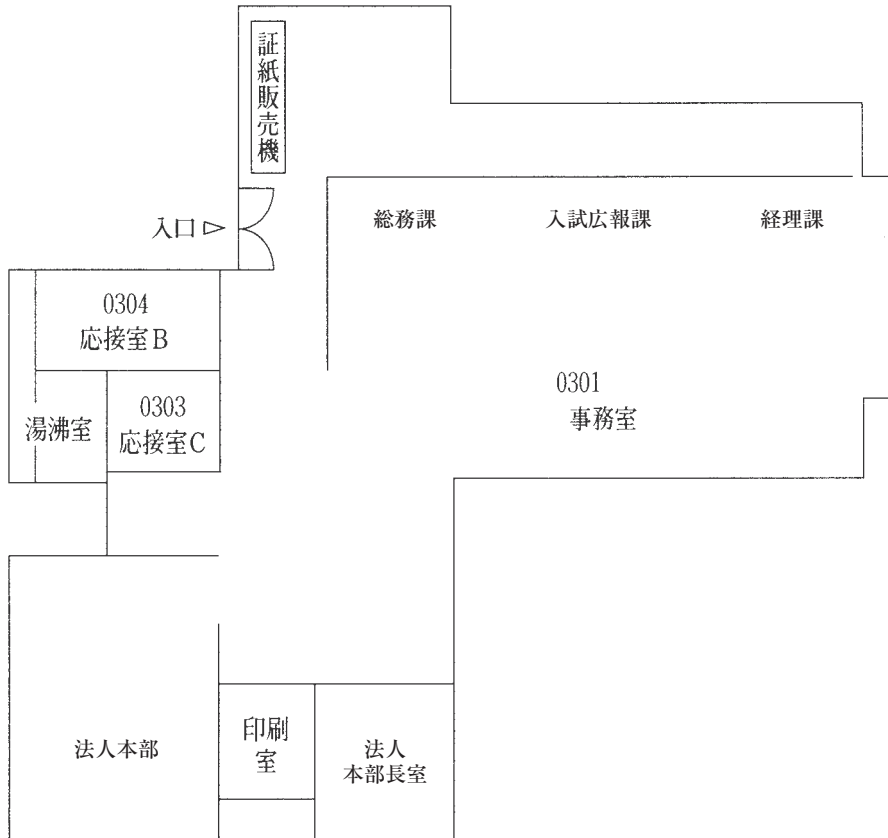 証紙販売機
入口
総務課
入試広報課
経理課
0304
応接室B
0301
事務室
湯沸室
0303
応接室C
法人本部
印刷
室
法人
本部長室